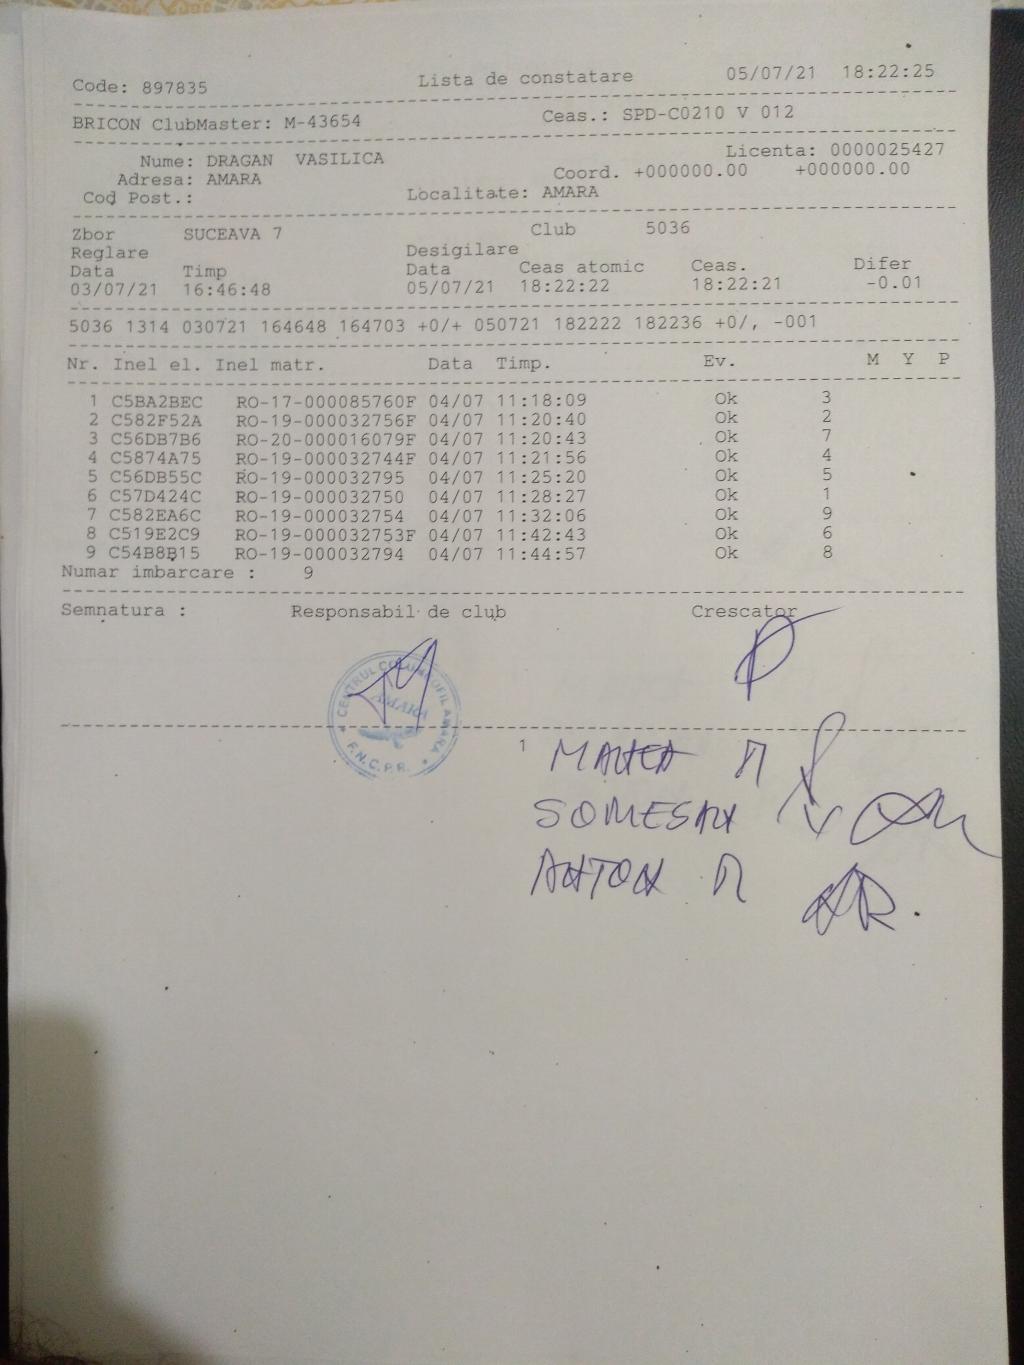 Code: 897835 Lista de constatare 05/07/21 18:22:25
BRICON ClubMaster: M-43654 Ceas.: SPD-C0210 V 012
Nume: DRAGAN VASILICA Licenta: 0000025427
Adresa: AMARA Coord. +000000.00 +000000.00
Cod Post.: Localitate: AMARA
Zbor SUCEAVA 7 Club 5036
Reglare Desigilare
Data Timp Data Ceas atomic Ceas. Difer
03/07/21 16:46:48 05/07/21 18:22:22 18:22:21 -0.01
5036 1314 030721 164648 164703 +0/+ 050721 182222 182236 +0/, -001
Nr. Inel el. Inel matr. Data Timp. Ev. M Y P
1 C5BA2BEC RO-17-000085760F 04/07 11:18:09 Ok 3
2 C582F52A RO-19-000032756F 04/07 11:20:40 Ok 2
3 C56DB7B6 RO-20-000016079F 04/07 11:20:43 Ok 7
4 C5874A75 RO-19-000032744F 04/07 11:21:56 Ok 4
5 C56DB55C RO-19-000032795 04/07 11:25:20 Ok 5
6 C57D424C RO-19-000032750 04/07 11:28:27 Ok 1
7 C582EA6C RO-19-000032754 04/07 11:32:06 Ok 9
8 C519E2C9 RO-19-000032753F 04/07 11:42:43 Ok 6
9 C54B8B15 RO-19-000032794 04/07 11:44:57 Ok 8
Numar imbarcare : 9
Semnatura : Responsabil de club Crescator
CENTRUL COLUMBOFIL AMARA
F.N.C.P.R.
1
SOMESAN
ANTON